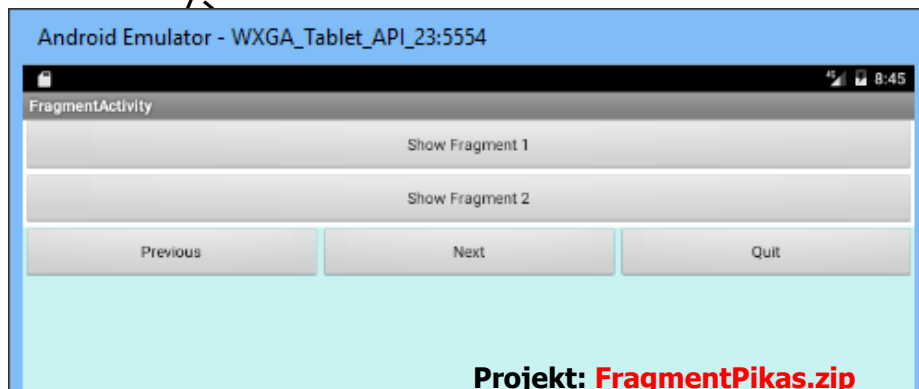 Android Emulator - WXGA_Tablet_API_23:5554
4G 8:45
FragmentActivity
Show Fragment 1
Show Fragment 2
Previous Next Quit
Projekt: FragmentPikas.zip